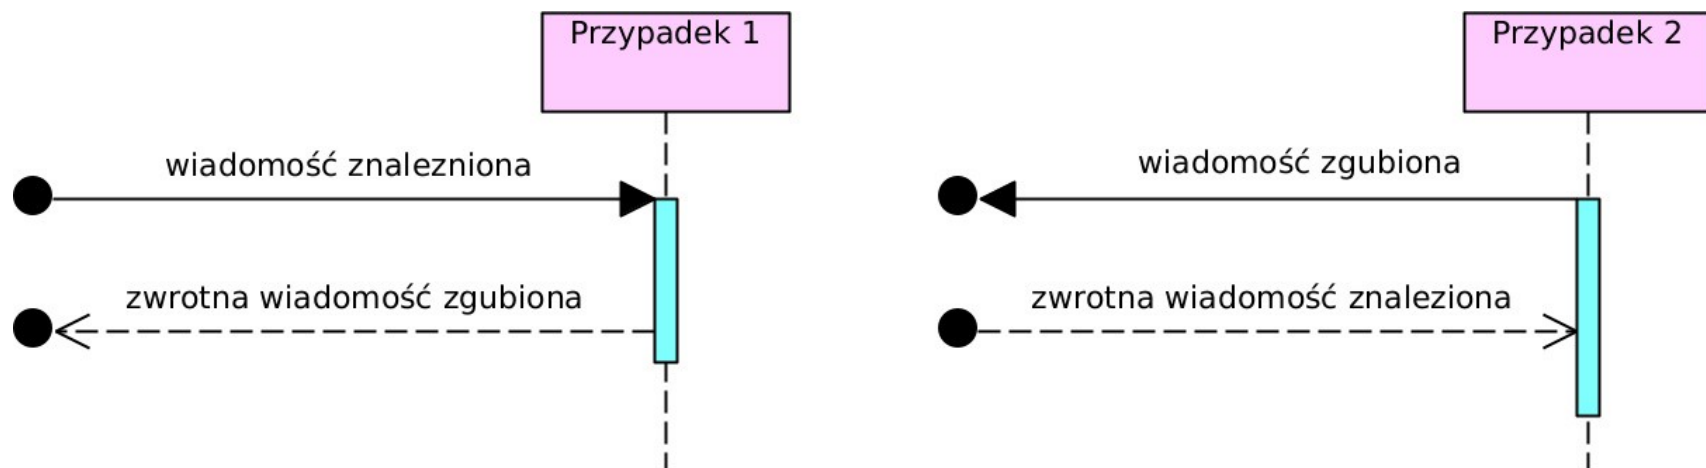 Przypadek 1
wiadomość znalezniona
zwrotna wiadomość zgubiona
Przypadek 2
wiadomość zgubiona
zwrotna wiadomość znaleziona